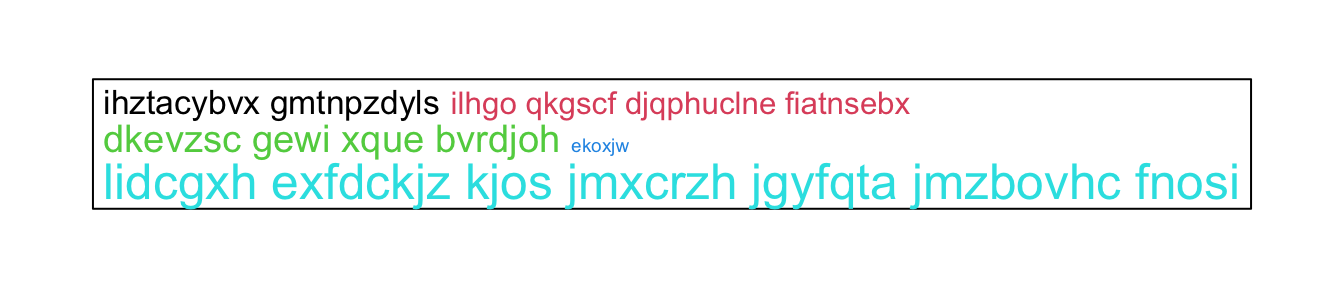 ihztacybvx gmtnpzdyls ilhgo qkgscf djqphuclne fiatnsebx
dkevzsc gewi xque bvrdjoh ekoxjw
lidcgxh exfdckjz kjos jmxcrzh jgyfqta jmzbovhc fnosi